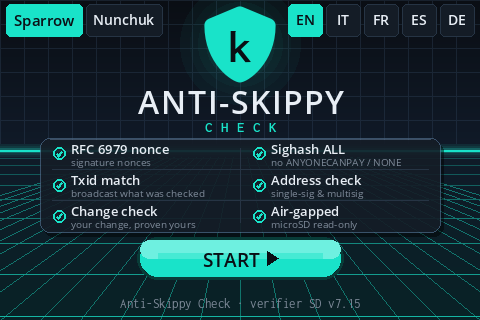 Sparrow Nunchuk EN IT FR ES DE
k
ANTI-SKIPPY
CHECK
RFC 6979 nonce
signature nonces
Sighash ALL
no ANYONECANPAY / NONE
Txid match
broadcast what was checked
Address check
single-sig & multisig
Change check
your change, proven yours
Air-gapped
microSD read-only
START
Anti-Skippy Check · verifier SD v7.15